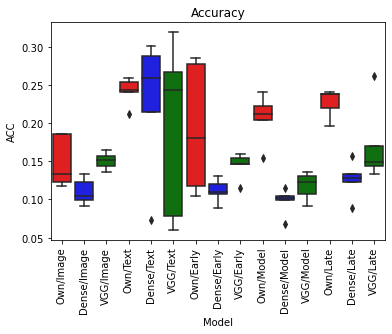 Accuracy
ACC
0.30
0.25
0.20
0.15
0.10
0.05
Own/Image
Dense/Image
VGG/Image
Own/Text
Dense/Text
VGG/Text
Own/Early
Dense/Early
VGG/Early
Own/Model
Dense/Model
VGG/Model
Own/Late
Dense/Late
VGG/Late
Model